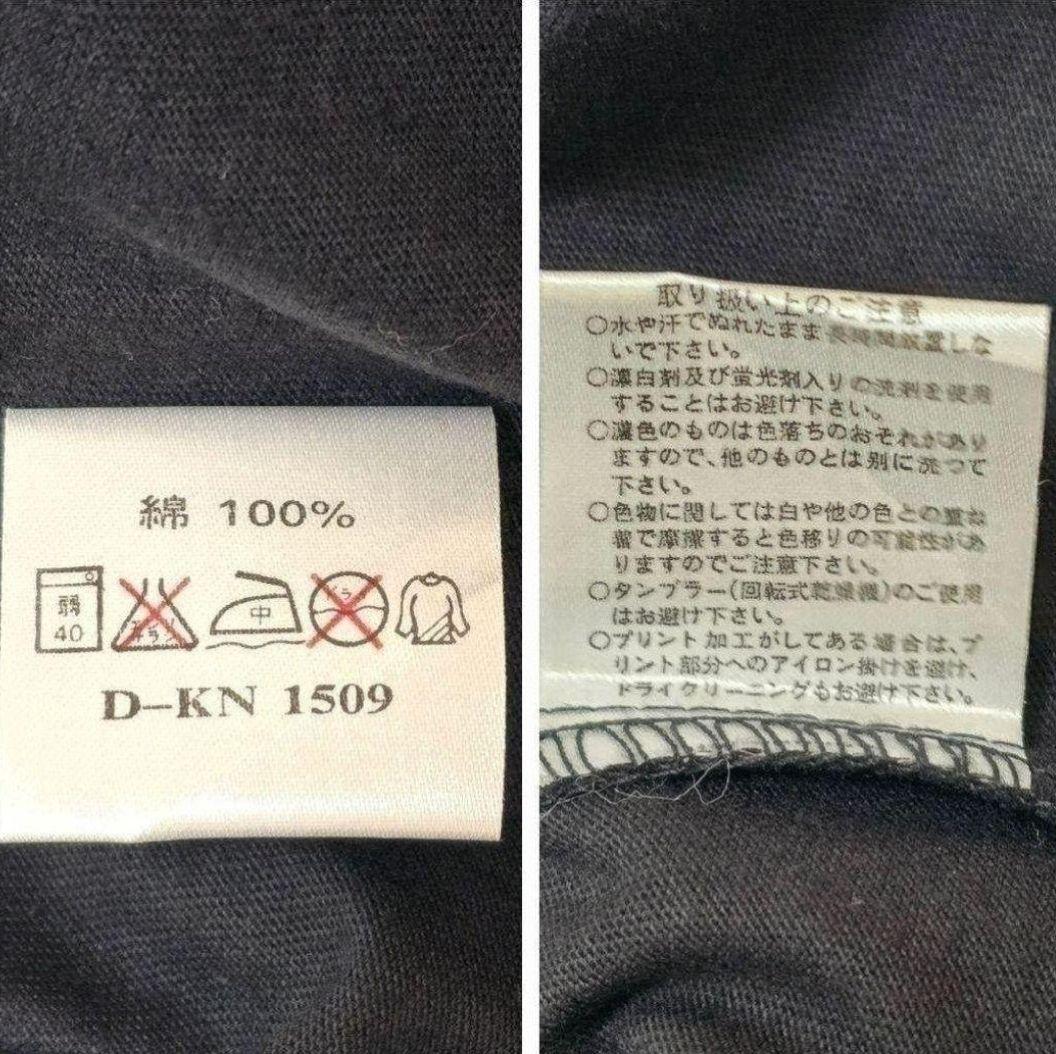 綿 100%
弱
40
中
D-KN 1509
取り扱い上のご注意
○水や汗でぬれたまま長時間放置しな
いで下さい。
○漂白剤及び蛍光剤入りの洗剤を使用
することはお避け下さい。
○濃色のものは色落ちのおそれがあり
ますので、他のものとは別に洗って
下さい。
○色物に関しては白や他の色との重ね
着で摩擦すると色移りの可能性があ
りますのでご注意下さい。
○タンブラー(回転式乾燥機)のご使用
はお避け下さい。
○プリント加工がしてある場合は、プ
リント部分へのアイロン掛けを避け、
ドライクリーニングもお避け下さい。